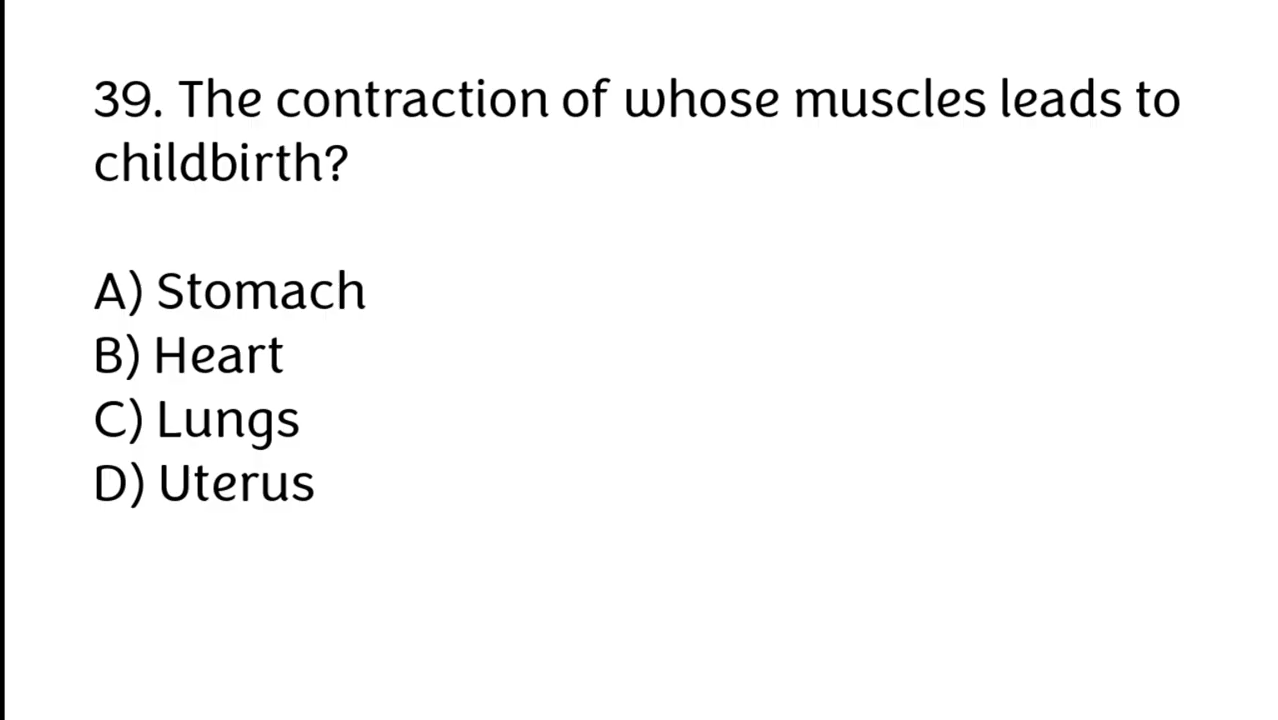 39. The contraction of whose muscles leads to
childbirth?
A) Stomach
B) Heart
C) Lungs
D) Uterus